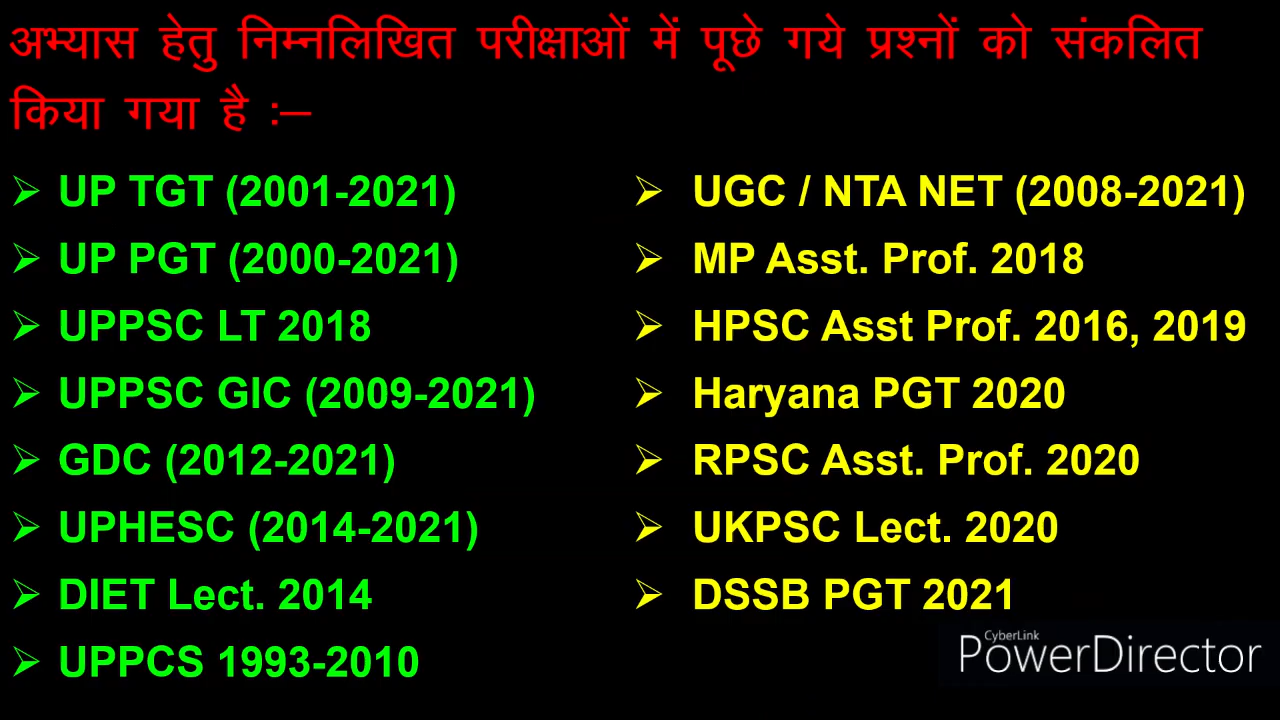 अभ्यास हेतु निम्नलिखित परीक्षाओं में पूछे गये प्रश्नों को संकलित
किया गया है :–
➢ UP TGT (2001-2021)
➢ UP PGT (2000-2021)
➢ UPPSC LT 2018
➢ UPPSC GIC (2009-2021)
➢ GDC (2012-2021)
➢ UPHESC (2014-2021)
➢ DIET Lect. 2014
➢ UPPCS 1993-2010
➢ UGC / NTA NET (2008-2021)
➢ MP Asst. Prof. 2018
➢ HPSC Asst Prof. 2016, 2019
➢ Haryana PGT 2020
➢ RPSC Asst. Prof. 2020
➢ UKPSC Lect. 2020
➢ DSSB PGT 2021
CyberLink
PowerDirector